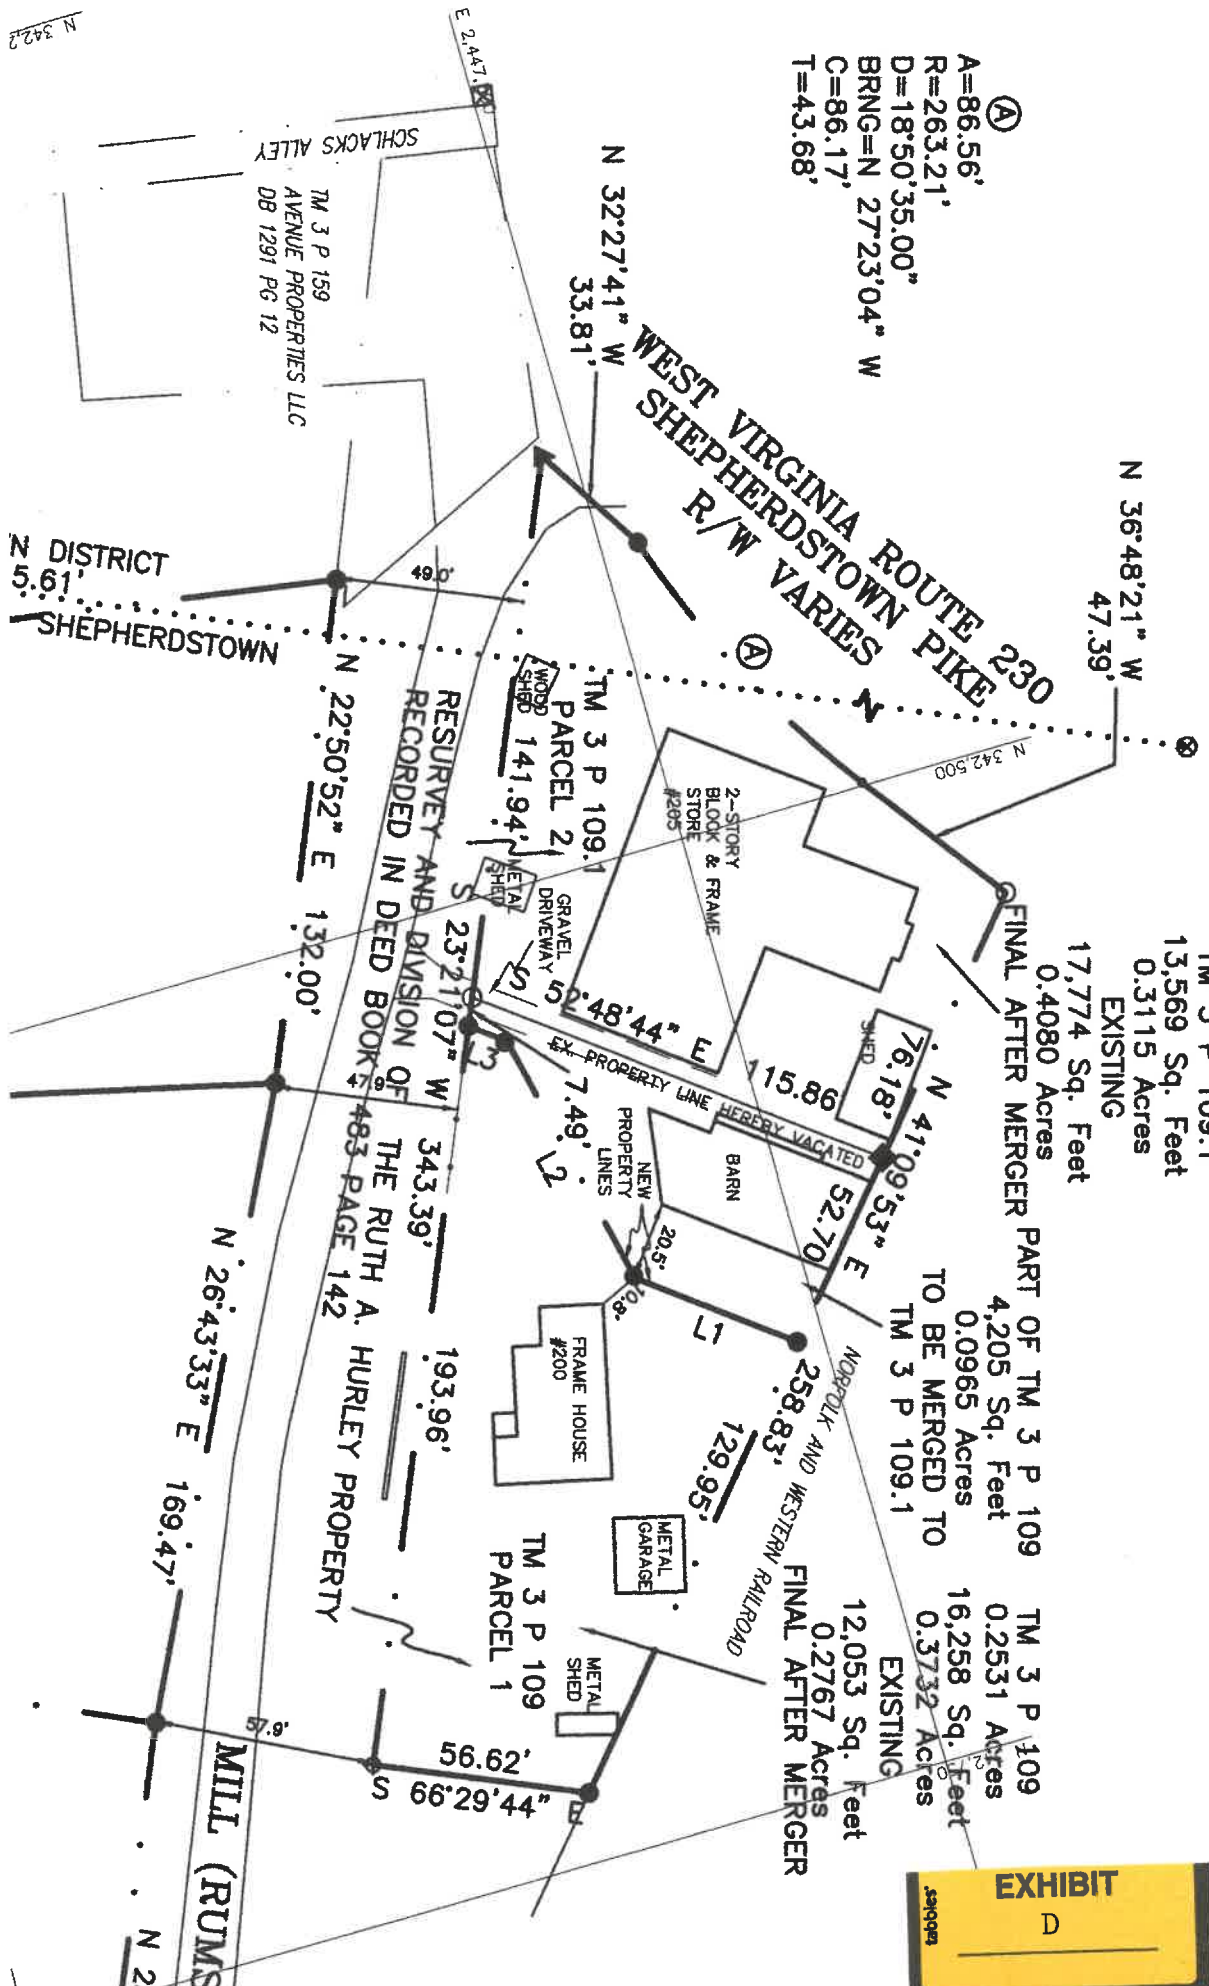 Ⓐ
A=86.56'
R=263.21'
D=18°50'35.00"
BRNG=N 27°23'04" W
C=86.17'
T=43.68'
N 32°27'41" W
33.81'
N 36°48'21" W
47.39'
WEST VIRGINIA ROUTE 230
SHEPHERDSTOWN PIKE
R/W VARIES
Ⓐ
N 342,500
E 2,447,
N 342,2
SCHLACKS ALLEY
TM 3 P 159
AVENUE PROPERTIES LLC
DB 1291 PG 12
N DISTRICT
5.61'
SHEPHERDSTOWN
49.0'
TM 3 P 109.1
13,569 Sq. Feet
0.3115 Acres
EXISTING
17,774 Sq. Feet
0.4080 Acres
FINAL AFTER MERGER
PART OF TM 3 P 109
4,205 Sq. Feet
0.0965 Acres
TO BE MERGED TO
TM 3 P 109.1
TM 3 P 109
0.2531 Acres
16,258 Sq. Feet
0.3732 Acres
EXISTING
12,053 Sq. Feet
0.2767 Acres
FINAL AFTER MERGER
2-STORY
BLOCK & FRAME
STORE
#205
SHED
76.18'
N 41°09'53" E
258.83'
52.70
129.95'
NORFOLK AND WESTERN RAILROAD
TM 3 P 109.1
PARCEL 2
WOOD
SHED
141.94'
METAL
SHED
GRAVEL
DRIVEWAY
S 52°48'44" E
115.86
EX. PROPERTY LINE HEREBY VACATED
BARN
NEW
PROPERTY
LINES
20.5'
10.8'
L1
L2
L3
7.49'
FRAME HOUSE
#200
METAL
GARAGE
METAL
SHED
TM 3 P 109
PARCEL 1
S 23°21'07" W 343.39'
193.96'
RESURVEY AND DIVISION OF THE RUTH A. HURLEY PROPERTY
RECORDED IN DEED BOOK 483 PAGE 142
N 22°50'52" E 132.00'
47.9'
N 26°43'33" E 169.47'
57.9'
56.62'
S 66°29'44" E
MILL (RUMS
N 2
EXHIBIT
D
tabbies